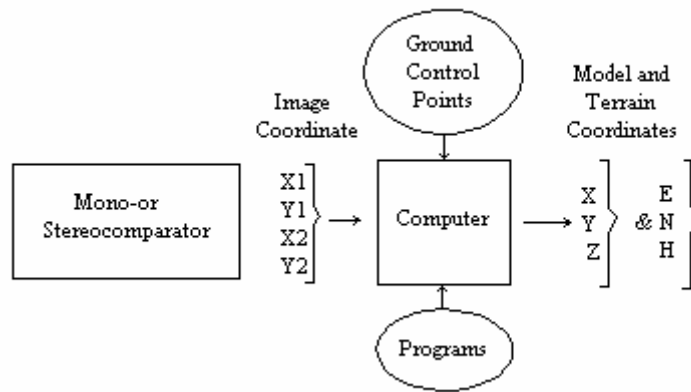 Ground
Control
Points
Image
Coordinate
Model and
Terrain
Coordinates
Mono-or
Stereocomparator
X1
Y1
X2
Y2
Computer
X
Y
Z
&
E
N
H
Programs